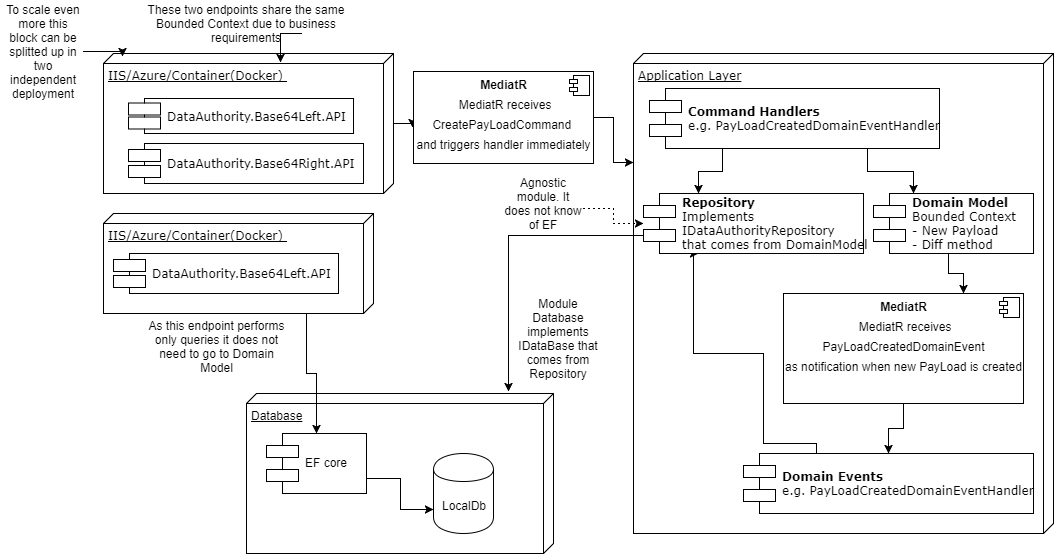 To scale even
more this
block can be
splitted up in
two
independent
deployment
These two endpoints share the same
Bounded Context due to business
requirements
IIS/Azure/Container(Docker)
DataAuthority.Base64Left.API
DataAuthority.Base64Right.API
MediatR
MediatR receives
CreatePayLoadCommand
and triggers handler immediately
Application Layer
Command Handlers
e.g. PayLoadCreatedDomainEventHandler
Agnostic
module. It
does not know
of EF
Repository
Implements
IDataAuthorityRepository
that comes from DomainModel
Domain Model
Bounded Context
- New Payload
- Diff method
IIS/Azure/Container(Docker)
DataAuthority.Base64Left.API
As this endpoint performs
only queries it does not
need to go to Domain
Model
Module
Database
implements
IDataBase that
comes from
Repository
MediatR
MediatR receives
PayLoadCreatedDomainEvent
as notification when new PayLoad is created
Database
EF core
LocalDb
Domain Events
e.g. PayLoadCreatedDomainEventHandler